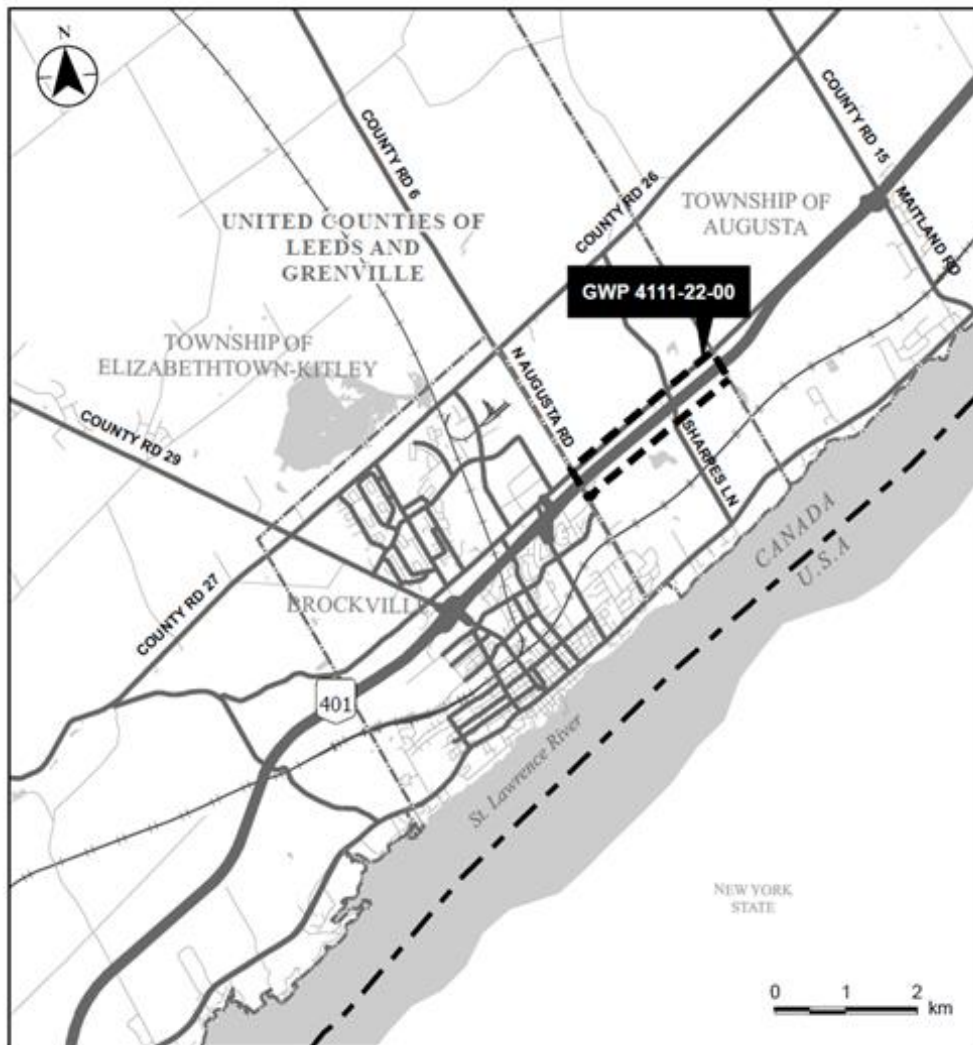 N
COUNTY RD 6
COUNTY RD 15
COUNTY RD 26
TOWNSHIP OF
AUGUSTA
MAITLAND RD
UNITED COUNTIES OF
LEEDS AND
GRENVILLE
GWP 4111-22-00
TOWNSHIP OF
ELIZABETHTOWN-KITLEY
N AUGUSTA RD
COUNTY RD 29
SHARPES LN
CANADA
U.S.A
COUNTY RD 27
BROCKVILLE
401
St. Lawrence River
NEW YORK
STATE
0 1 2
km